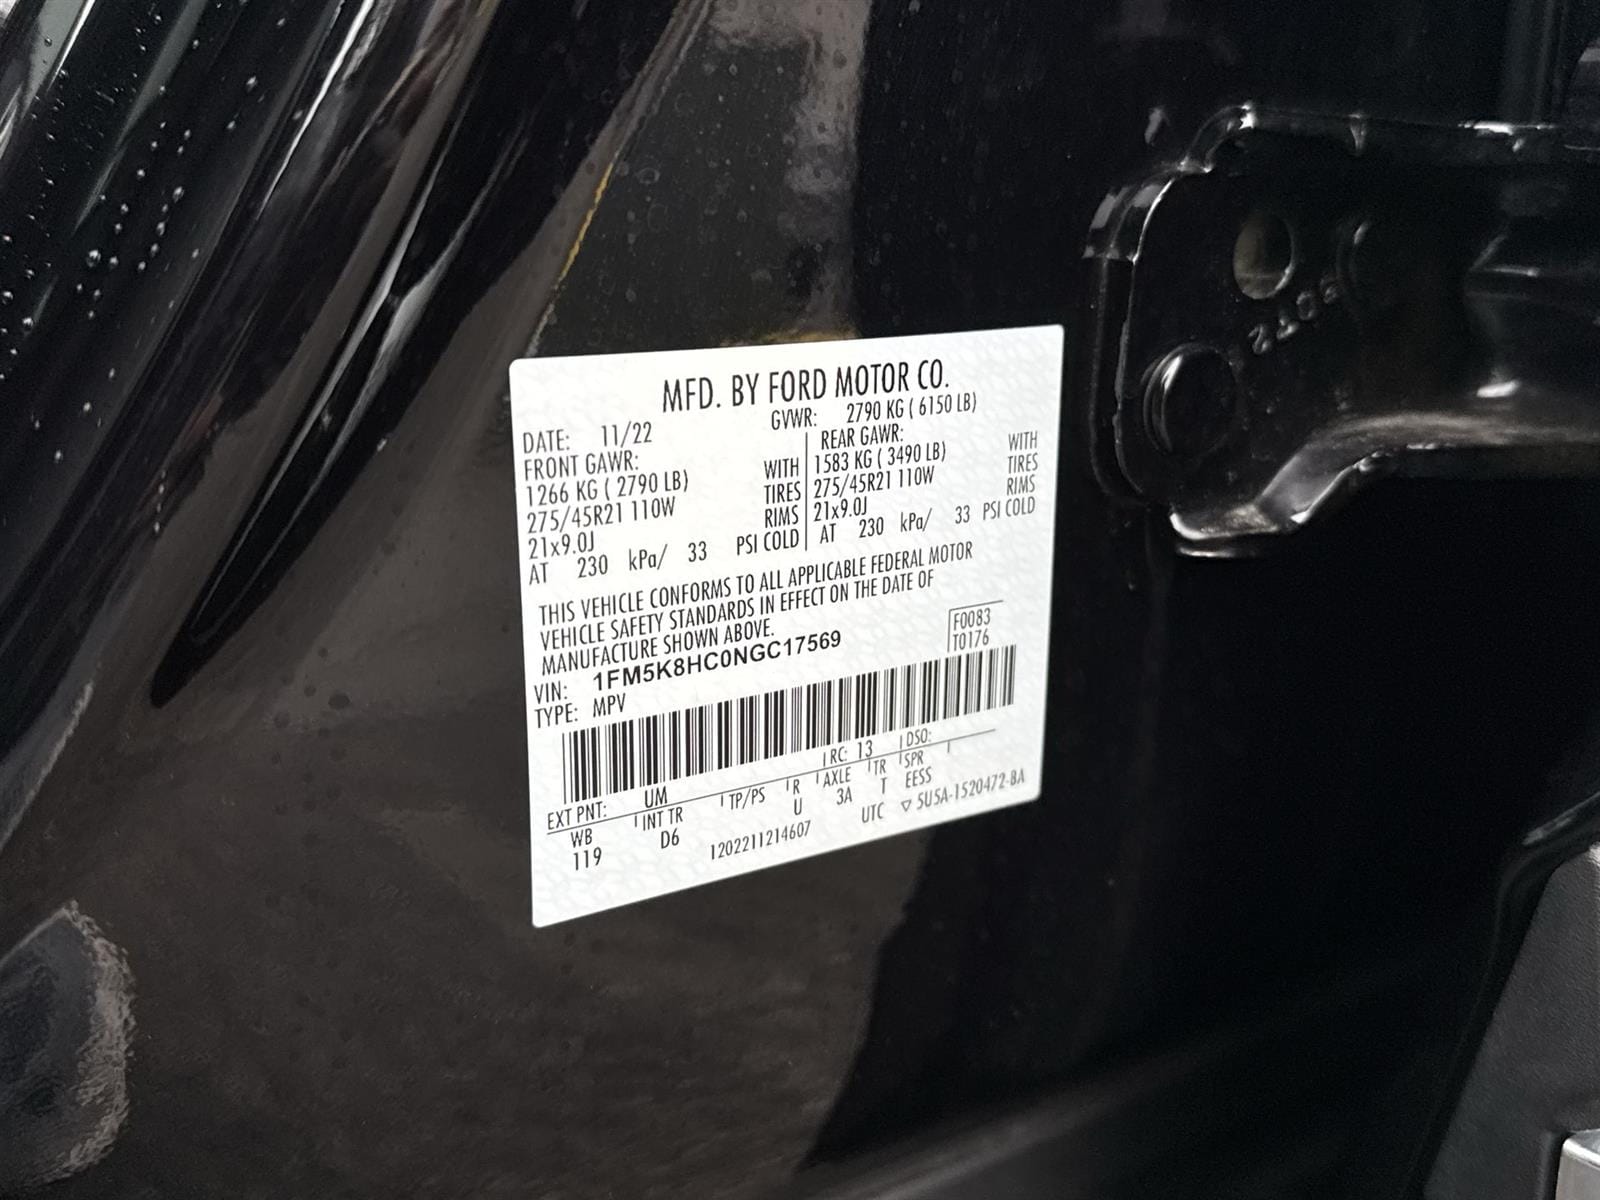 MFD. BY FORD MOTOR CO.
DATE: 11/22 GVWR: 2790 KG ( 6150 LB)
FRONT GAWR: WITH
1266 KG ( 2790 LB) TIRES
275/45R21 110W RIMS
21x9.0J
AT 230 kPa/ 33 PSI COLD
REAR GAWR: WITH
1583 KG ( 3490 LB) TIRES
275/45R21 110W RIMS
21x9.0J
AT 230 kPa/ 33 PSI COLD
THIS VEHICLE CONFORMS TO ALL APPLICABLE FEDERAL MOTOR
VEHICLE SAFETY STANDARDS IN EFFECT ON THE DATE OF
MANUFACTURE SHOWN ABOVE.
F0083
T0176
VIN: 1FM5K8HC0NGC17569
TYPE: MPV
EXT PNT: UM RC: 13 DSO:
WB INT TR TP/PS R AXLE TR SPR
119 D6 U 3A T EESS
1202211214607 UTC ▽ 5U5A-1520472-BA